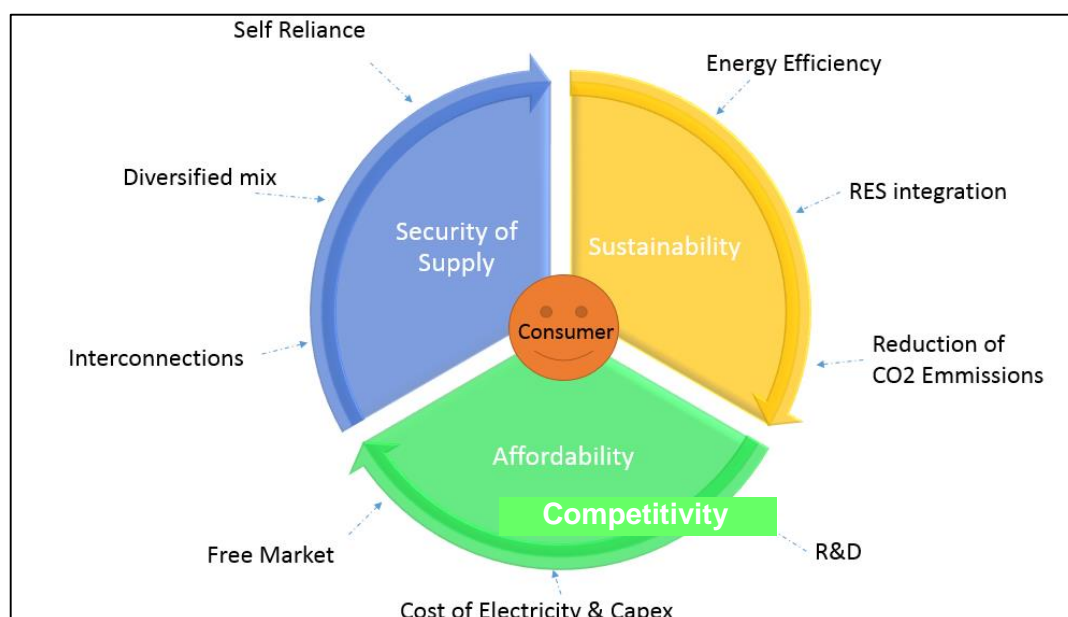 Self Reliance
Energy Efficiency
Diversified mix
RES integration
Security of
Supply
Sustainability
Consumer
Interconnections
Reduction of
CO2 Emmissions
Affordability
Competitivity
Free Market
R&D
Cost of Electricity & Capex